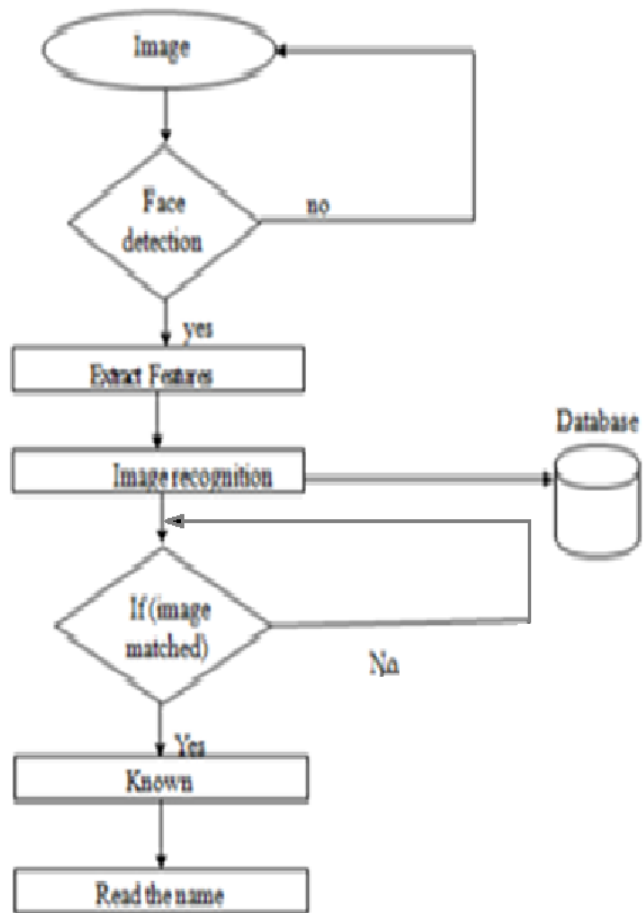 Image
Face
detection
no
yes
Extract Features
Database
Image recognition
If (image
matched)
No
Yes
Known
Read the name